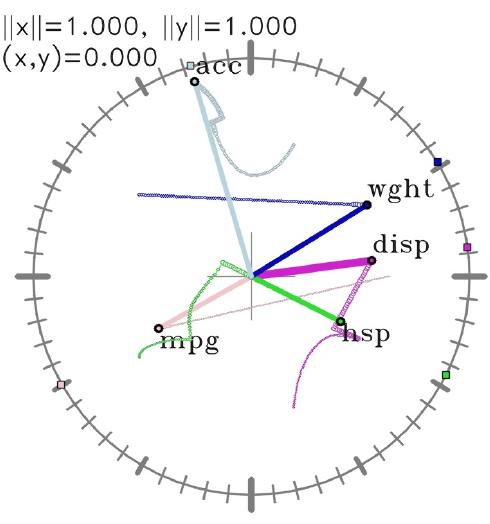 ||x||=1.000, ||y||=1.000
(x,y)=0.000
acc
wght
disp
hsp
mpg